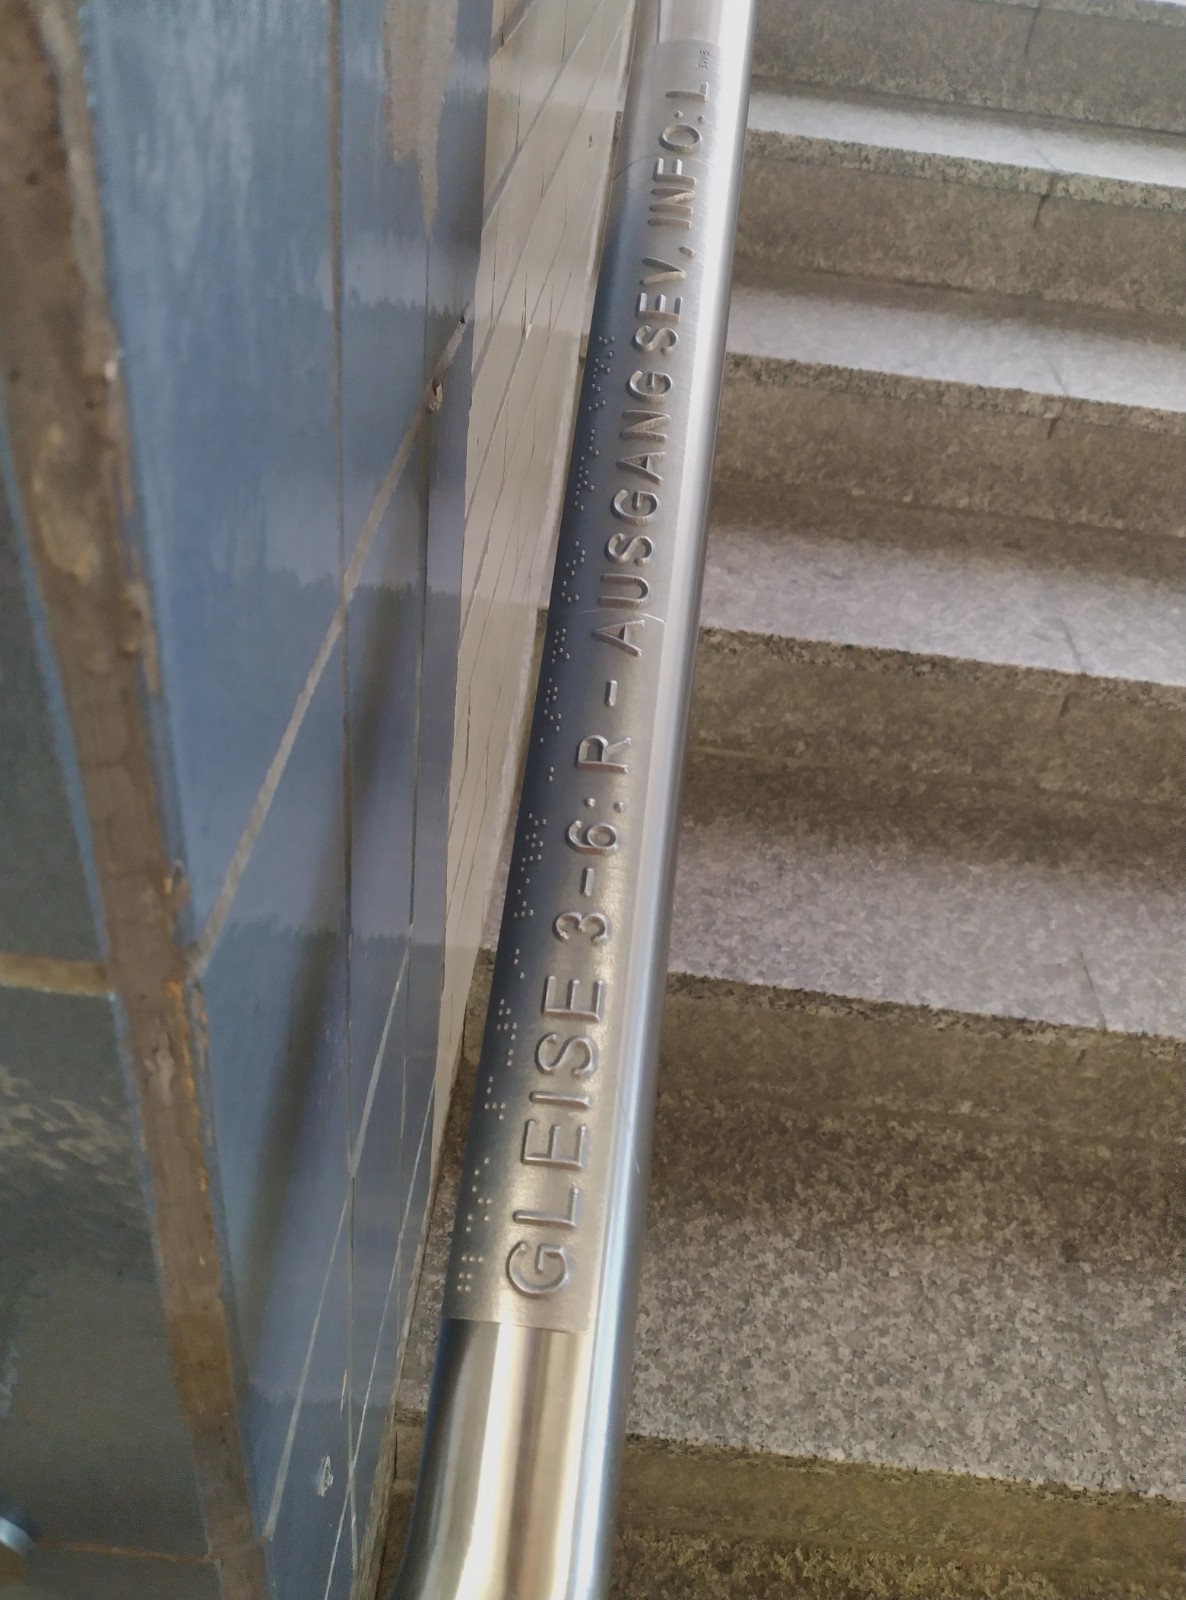 GLEISE 3-6: R - AUSGANG SEV, INFO: L